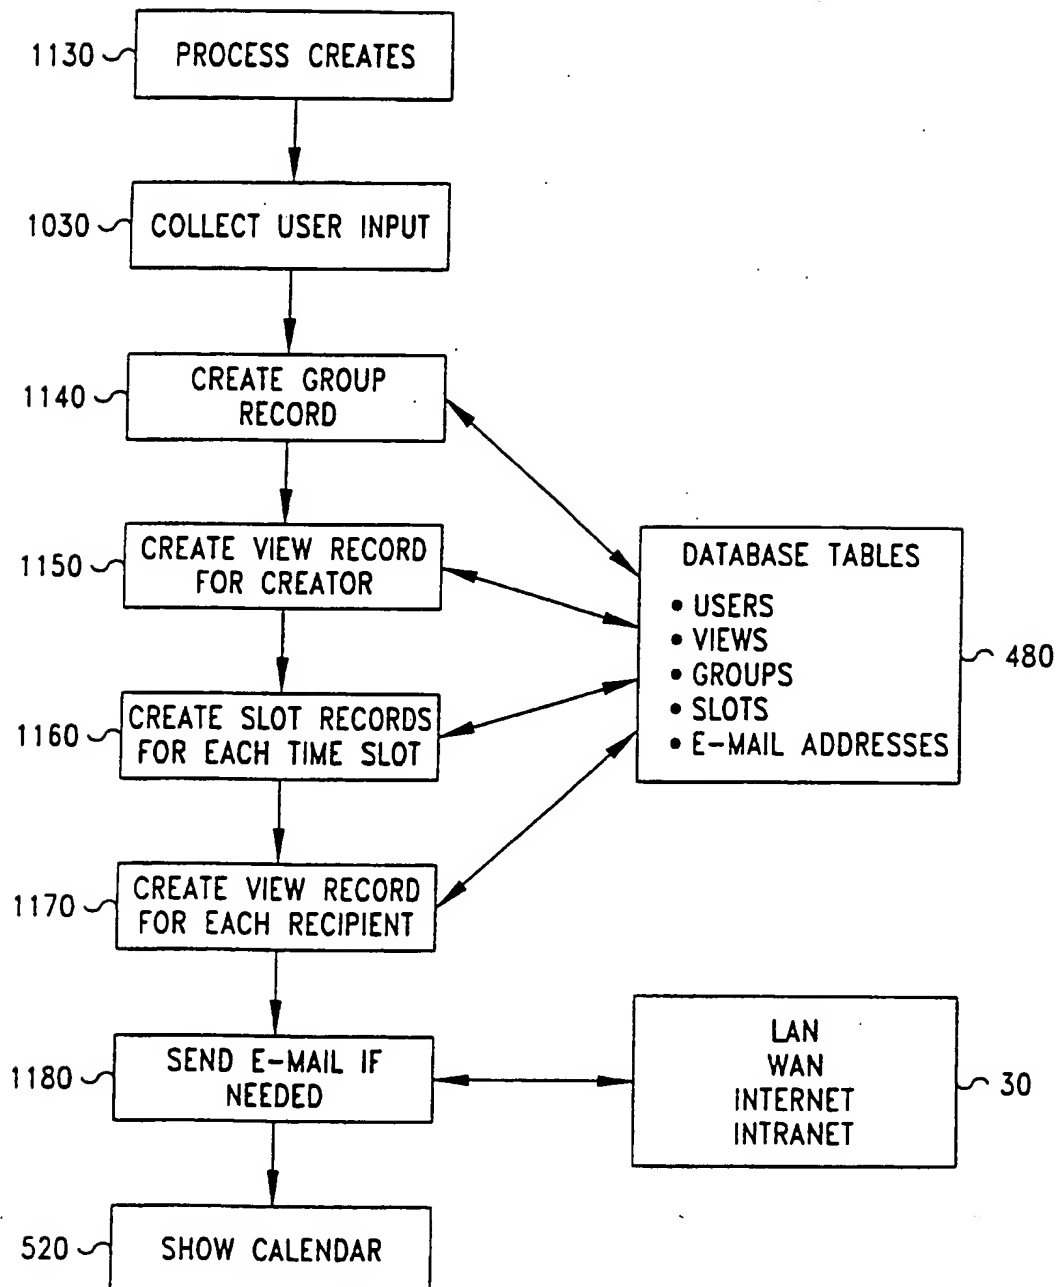 1130 PROCESS CREATES
1030 COLLECT USER INPUT
1140 CREATE GROUP
RECORD
1150 CREATE VIEW RECORD
FOR CREATOR
1160 CREATE SLOT RECORDS
FOR EACH TIME SLOT
1170 CREATE VIEW RECORD
FOR EACH RECIPIENT
1180 SEND E-MAIL IF
NEEDED
520 SHOW CALENDAR
DATABASE TABLES
• USERS
• VIEWS
• GROUPS
• SLOTS
• E-MAIL ADDRESSES
480
LAN
WAN
INTERNET
INTRANET
30